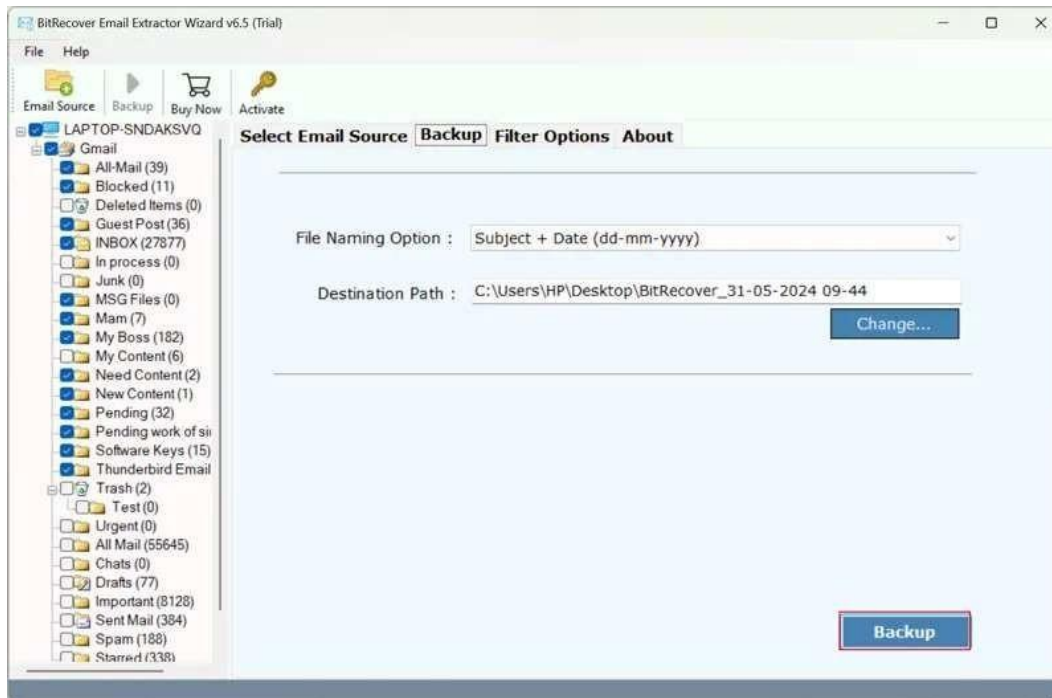 BitRecover Email Extractor Wizard v6.5 (Trial)
File Help
Email Source Backup Buy Now Activate
LAPTOP-SNDAKSVQ
Gmail
All-Mail (39)
Blocked (11)
Deleted Items (0)
Guest Post (36)
INBOX (27877)
In process (0)
Junk (0)
MSG Files (0)
Mam (7)
My Boss (182)
My Content (6)
Need Content (2)
New Content (1)
Pending (32)
Pending work of
Software Keys (15)
Thunderbird Email
Trash (2)
Test (0)
Urgent (0)
All Mail (55645)
Chats (0)
Drafts (77)
Important (8128)
Sent Mail (384)
Spam (188)
Starred (338)
Select Email Source Backup Filter Options About
File Naming Option : Subject + Date (dd-mm-yyyy)
Destination Path : C:\Users\HP\Desktop\BitRecover_31-05-2024 09-44
Change...
Backup